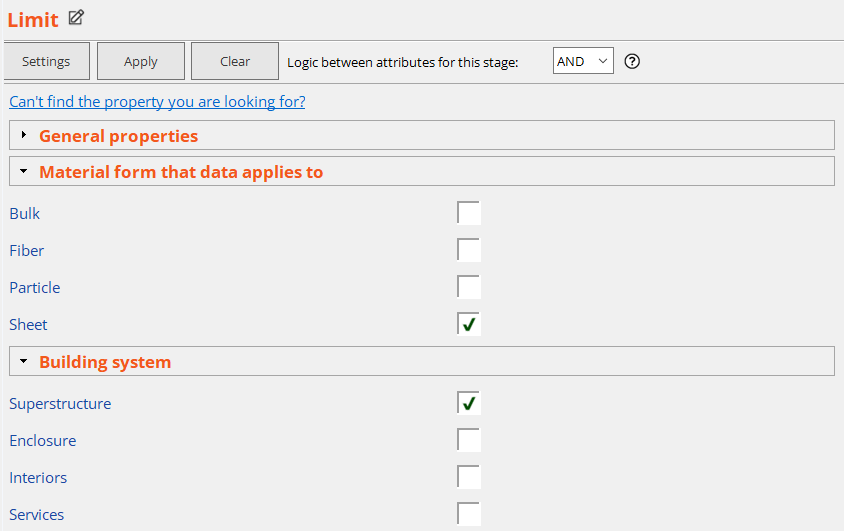 Limit
Settings Apply Clear Logic between attributes for this stage: AND ?
Can't find the property you are looking for?
General properties
Material form that data applies to
Bulk
Fiber
Particle
Sheet
Building system
Superstructure
Enclosure
Interiors
Services